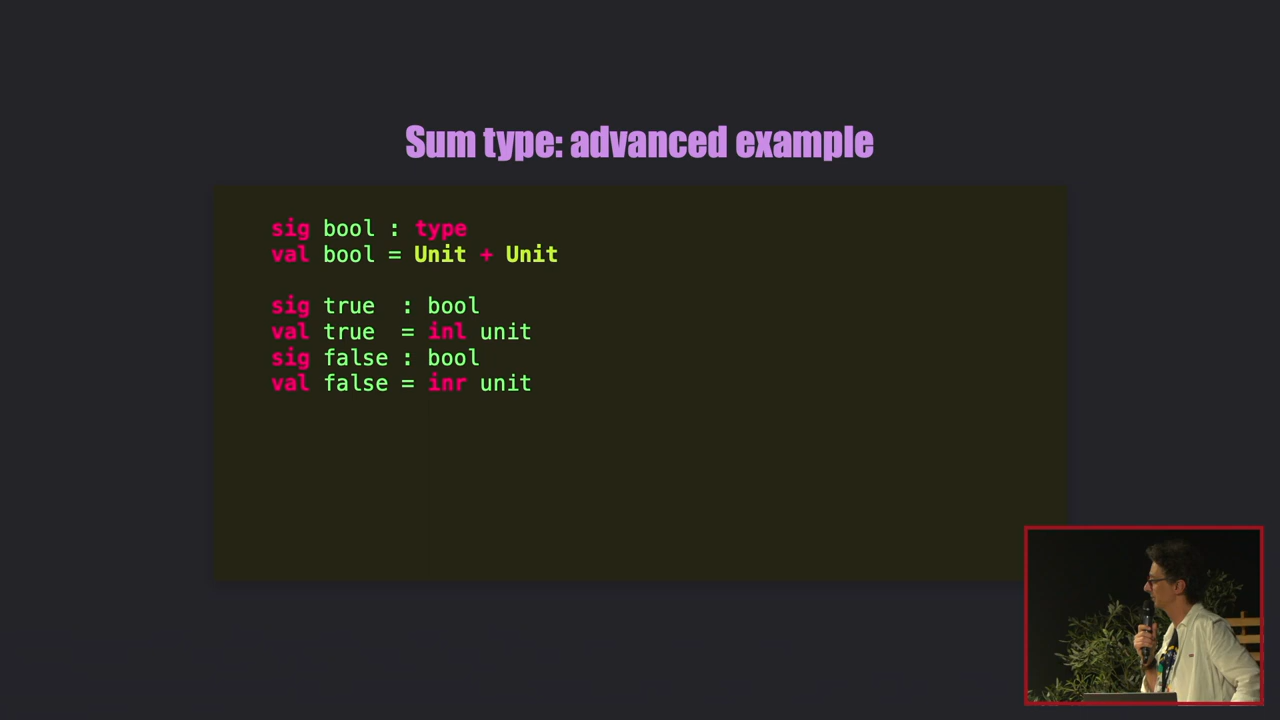 Sum type: advanced example
sig bool : type
val bool = Unit + Unit
sig true  : bool
val true  = inl unit
sig false : bool
val false = inr unit